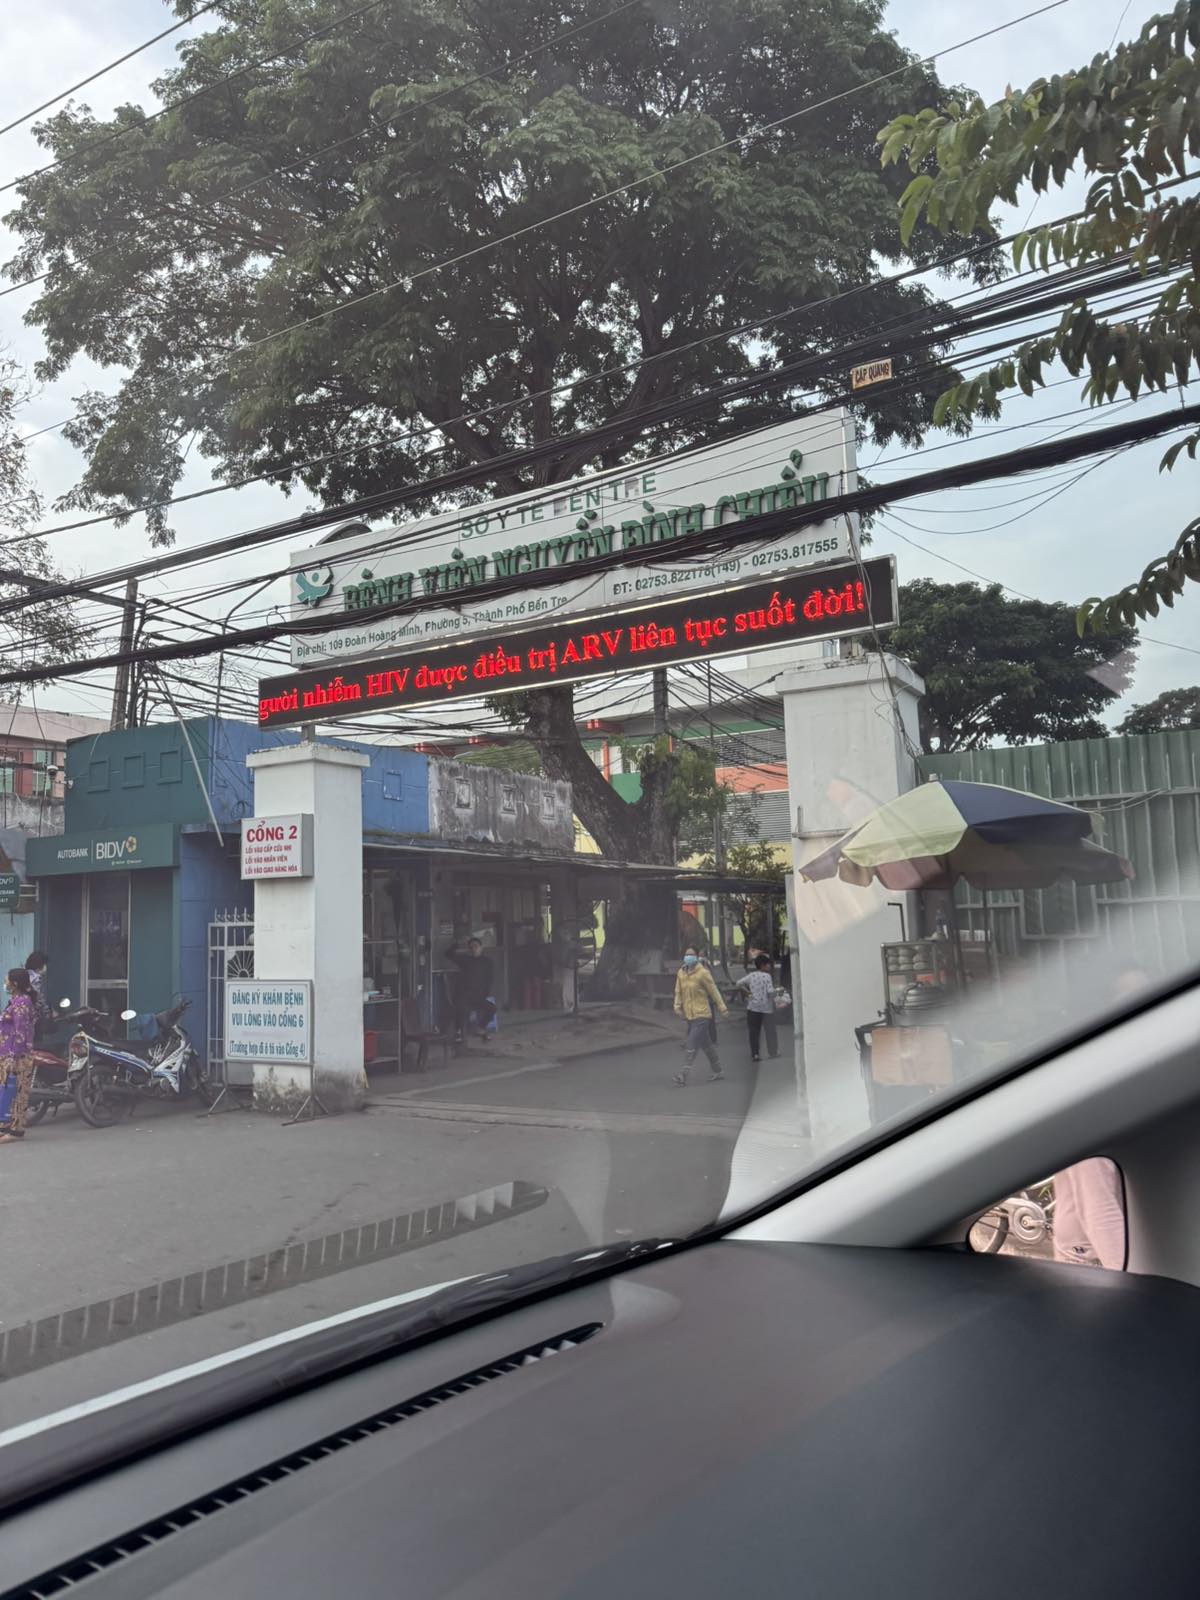 CÁP QUANG
SỞ Y TẾ BẾN TRE
BỆNH VIỆN NGUYỄN ĐÌNH CHIỂU
Địa chỉ: 109 Đoàn Hoàng Minh, Phường 5, Thành Phố Bến Tre
ĐT: 02753.822178(149) - 02753.817555
gười nhiễm HIV được điều trị ARV liên tục suốt đời!
AUTOBANK BIDV
CỔNG 2
LỐI VÀO CẤP CỨU NHI
LỐI VÀO NHÂN VIÊN
LỐI VÀO GIAO HÀNG HÓA
ĐĂNG KÝ KHÁM BỆNH
VUI LÒNG VÀO CỔNG 6
(Trường hợp đi ô tô vào Cổng 4)